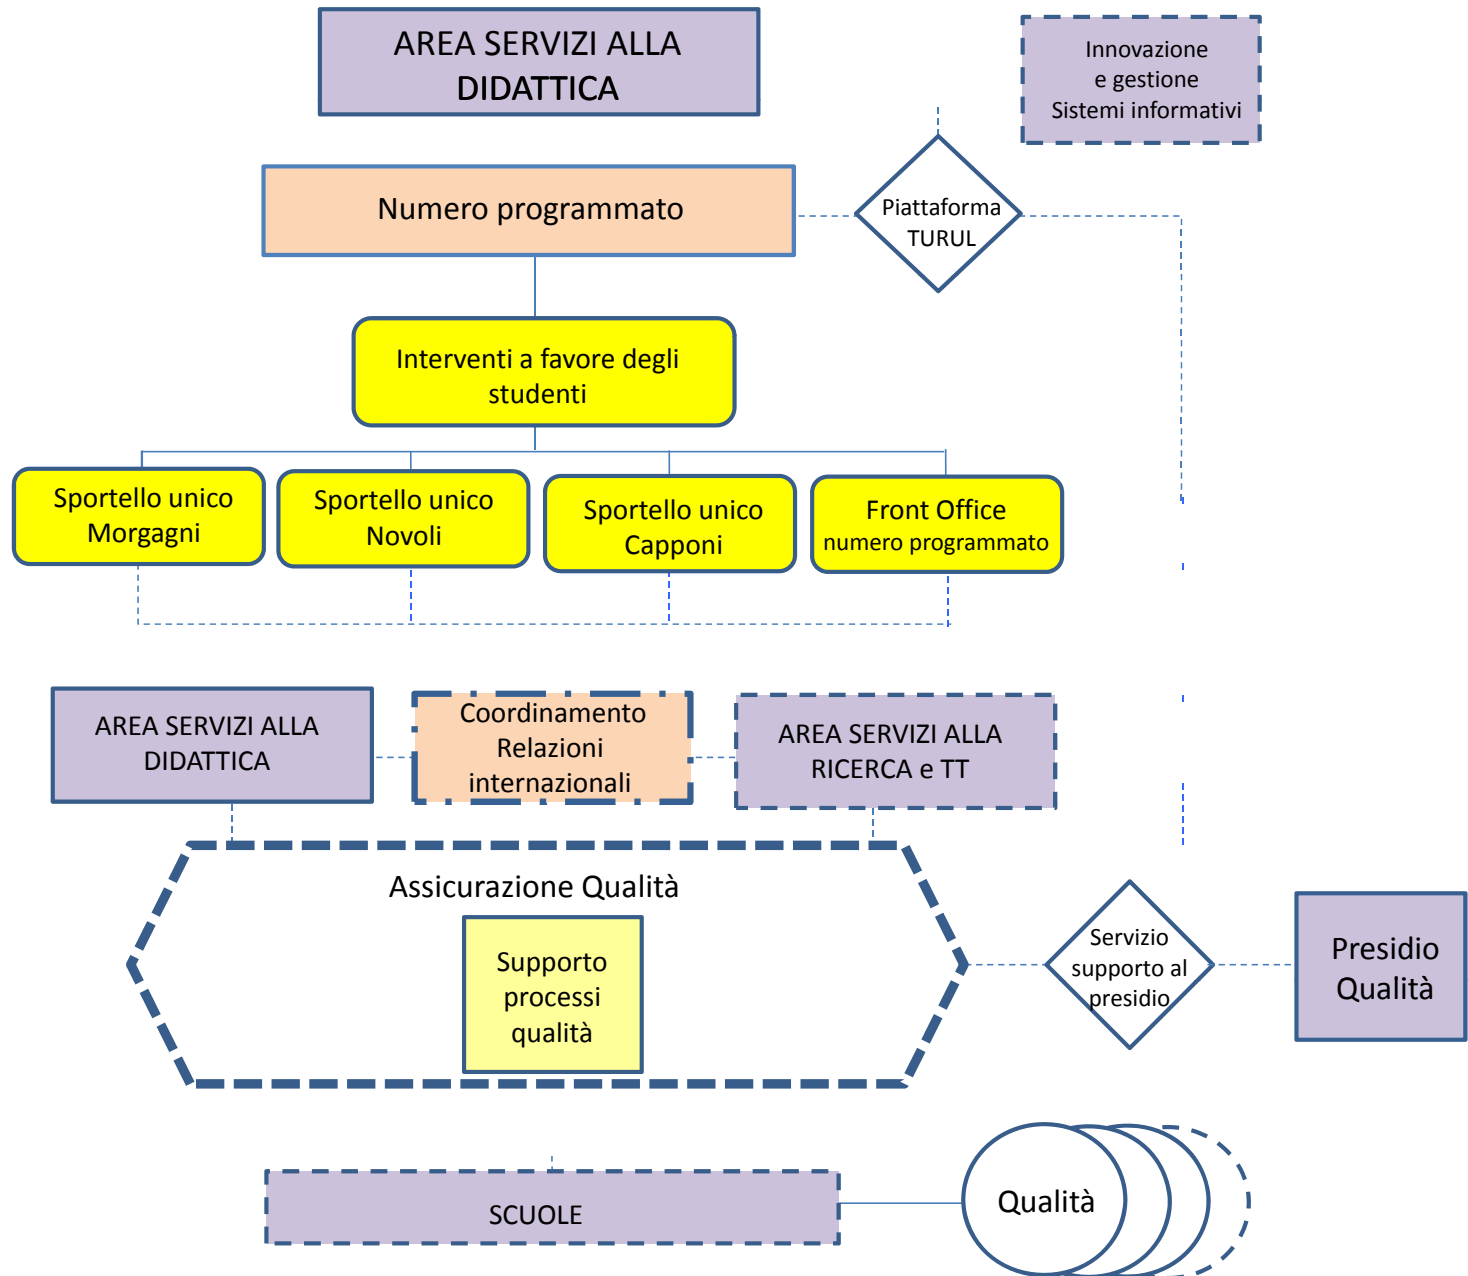 AREA SERVIZI ALLA
DIDATTICA
Innovazione
e gestione
Sistemi informativi
Numero programmato
Piattaforma
TURUL
Interventi a favore degli
studenti
Sportello unico
Morgagni
Sportello unico
Novoli
Sportello unico
Capponi
Front Office
numero programmato
AREA SERVIZI ALLA
DIDATTICA
Coordinamento
Relazioni
internazionali
AREA SERVIZI ALLA
RICERCA e TT
Assicurazione Qualità
Supporto
processi
qualità
Servizio
supporto al
presidio
Presidio
Qualità
SCUOLE
Qualità